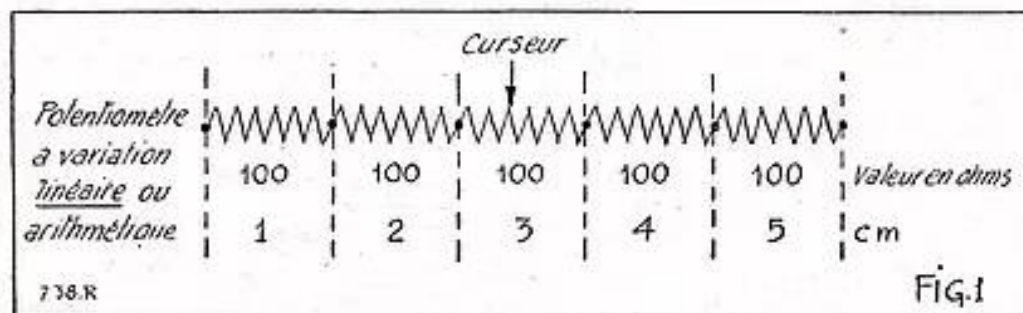 Curseur
Potentiomètre
a variation
linéaire ou
arithmétique
100 100 100 100 100 Valeur en ohms
1 2 3 4 5 cm
738.R
FiG.1